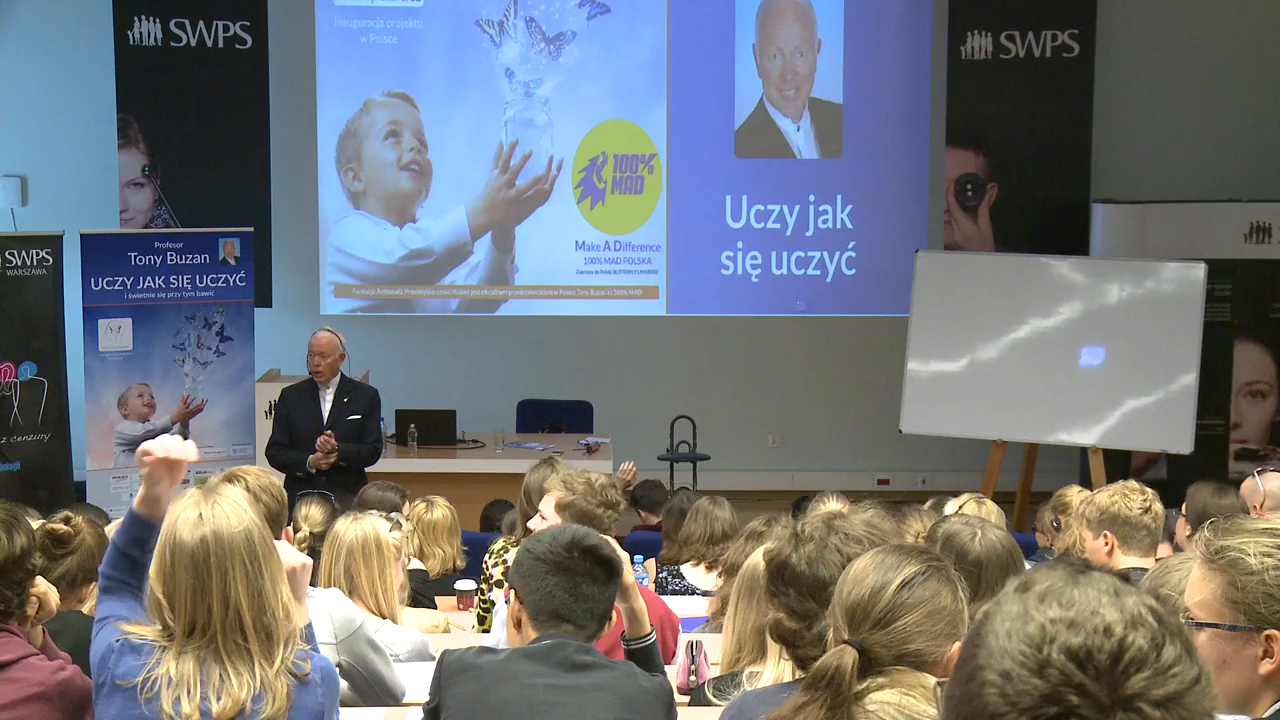 SWPS
Inauguracja projektu
w Polsce
100%
MAD
Make A Difference
100% MAD POLSKA
Uczy jak
się uczyć
SWPS
SWPS
WARSZAWA
z cenzury
Profesor
Tony Buzan
UCZY JAK SIĘ UCZYĆ
i świetnie się przy tym bawić